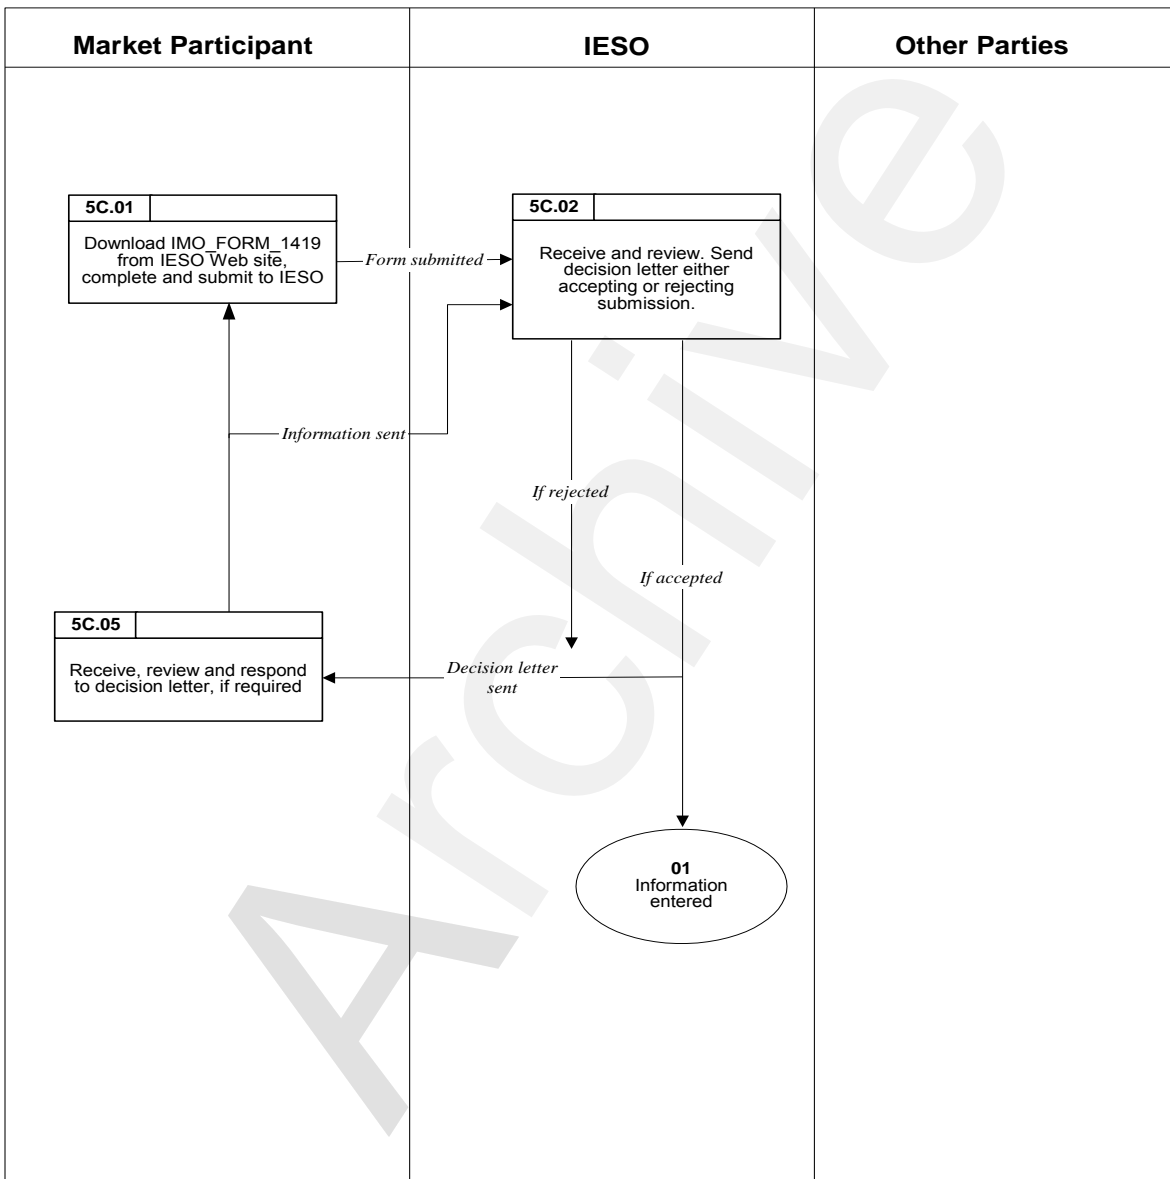 Market Participant
IESO
Other Parties
5C.01
Download IMO_FORM_1419
from IESO Web site,
complete and submit to IESO
Form submitted
5C.02
Receive and review. Send
decision letter either
accepting or rejecting
submission.
Information sent
If rejected
If accepted
5C.05
Receive, review and respond
to decision letter, if required
Decision letter
sent
01
Information
entered
Archive